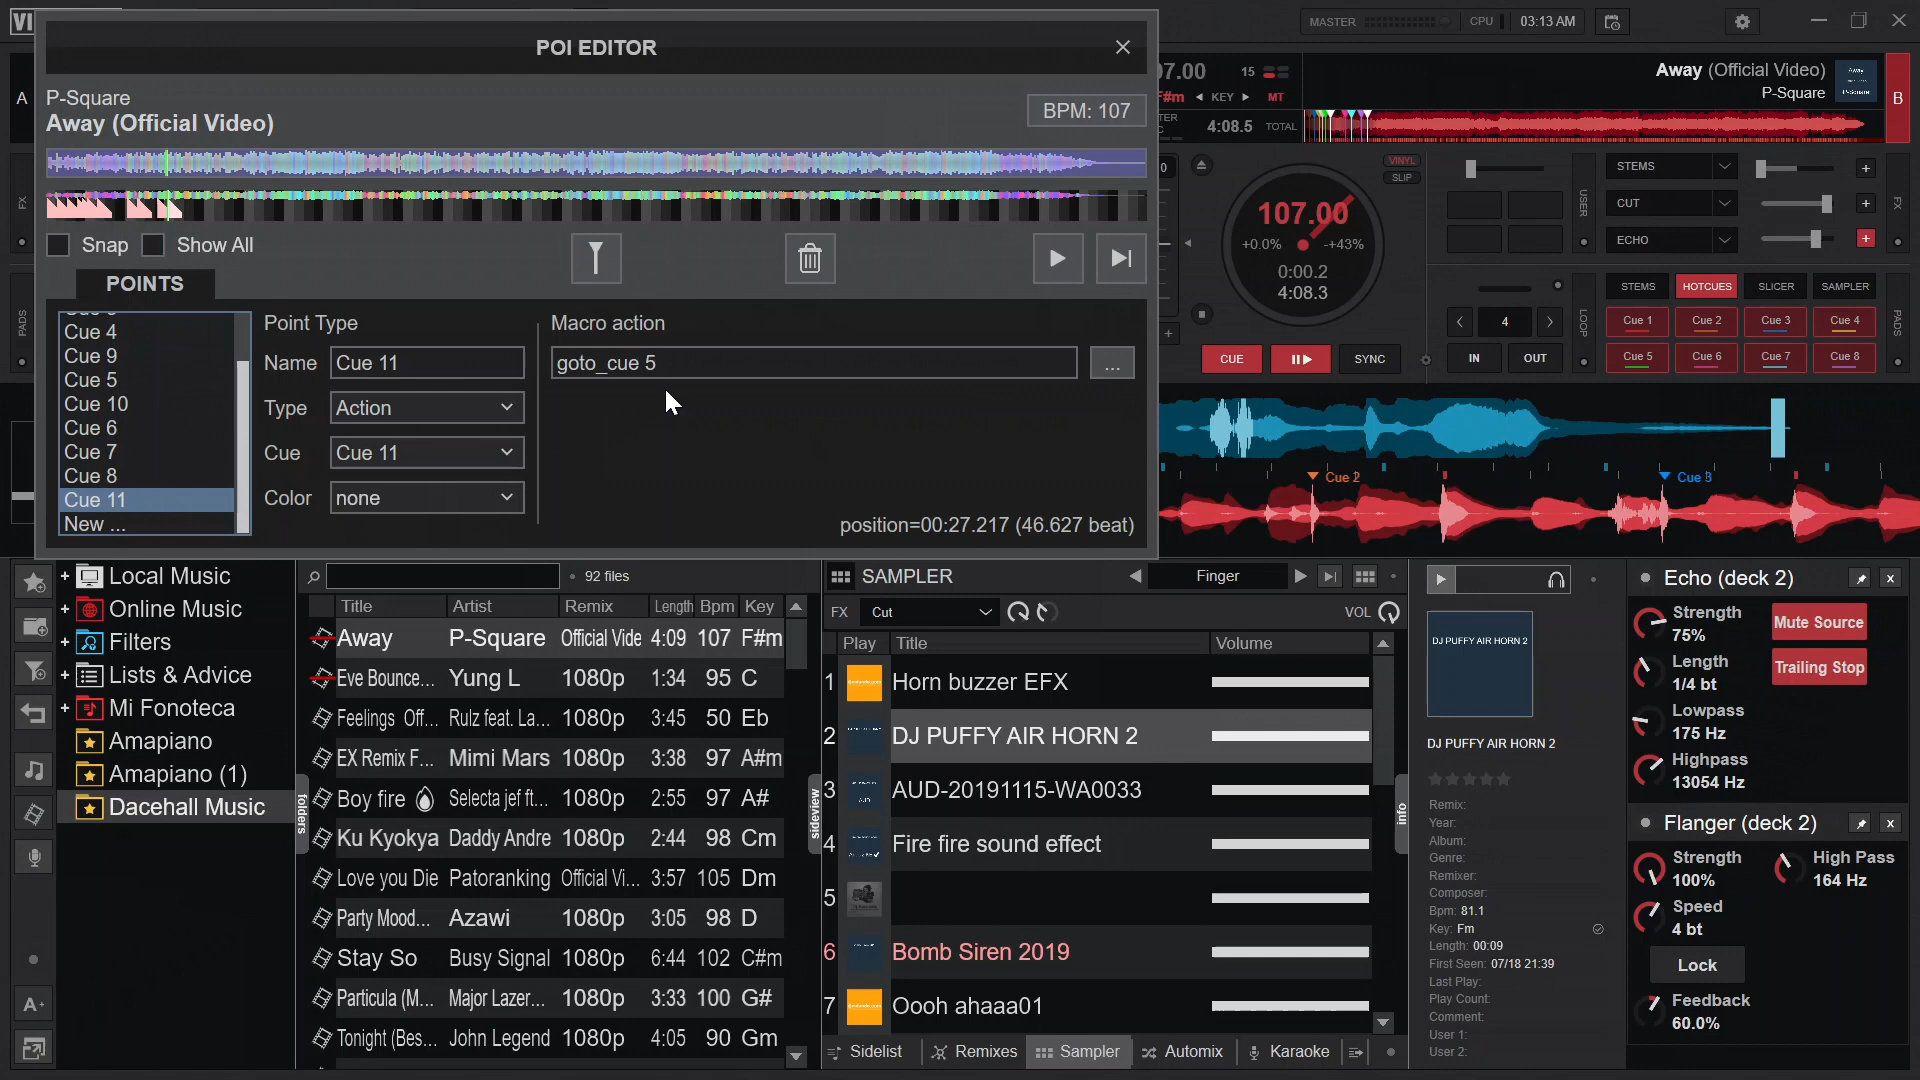 VI
POI EDITOR
MASTER
CPU
03:13 AM
P-Square
Away (Official Video)
BPM: 107
Snap
Show All
POINTS
Cue 4
Cue 9
Cue 5
Cue 10
Cue 6
Cue 7
Cue 8
Cue 11
New ...
Point Type
Name
Cue 11
Type
Action
Cue
Cue 11
Color
none
Macro action
goto_cue 5
...
position=00:27.217 (46.627 beat)
A
FX
PADS
07.00
15
F#m
KEY
MT
4:08.5
TOTAL
Away (Official Video)
P-Square
B
0
VINYL
SLIP
107.00
+0.0%
-+43%
0:00.2
4:08.3
CUE
SYNC
USER
STEMS
CUT
ECHO
FX
LOOP
4
IN
OUT
STEMS
HOTCUES
SLICER
SAMPLER
Cue 1
Cue 2
Cue 3
Cue 4
Cue 5
Cue 6
Cue 7
Cue 8
PADS
Cue 2
Cue 3
Local Music
Online Music
Filters
Lists & Advice
Mi Fonoteca
Amapiano
Amapiano (1)
Dacehall Music
folders
92 files
Title Artist Remix Length Bpm Key
Away P-Square Official Vide 4:09 107 F#m
Eve Bounce... Yung L 1080p 1:34 95 C
Feelings Off... Rulz feat. La... 1080p 3:45 50 Eb
EX Remix F... Mimi Mars 1080p 3:38 97 A#m
Boy fire Selecta jef ft... 1080p 2:55 97 A#
Ku Kyokya Daddy Andre 1080p 2:44 98 Cm
Love you Die Patoranking Official Vi... 3:57 105 Dm
Party Mood... Azawi 1080p 3:05 98 D
Stay So Busy Signal 1080p 6:44 102 C#m
Particula (M... Major Lazer... 1080p 3:33 100 G#
Tonight (Bes... John Legend 1080p 4:05 90 Gm
sideview
SAMPLER
Finger
FX
Cut
VOL
Play Title Volume
1 Horn buzzer EFX
2 DJ PUFFY AIR HORN 2
3 AUD-20191115-WA0033
4 Fire fire sound effect
5
6 Bomb Siren 2019
7 Oooh ahaaa01
Sidelist
Remixes
Sampler
Automix
Karaoke
info
DJ PUFFY AIR HORN 2
DJ PUFFY AIR HORN 2
Remix:
Year:
Album:
Genre:
Remixer:
Composer:
Bpm: 81.1
Key: Fm
Length: 00:09
First Seen: 07/18 21:39
Last Play:
Play Count:
Comment:
User 1:
User 2:
Echo (deck 2)
x
Strength
75%
Mute Source
Length
1/4 bt
Trailing Stop
Lowpass
175 Hz
Highpass
13054 Hz
Flanger (deck 2)
x
Strength
100%
High Pass
164 Hz
Speed
4 bt
Lock
Feedback
60.0%
A+